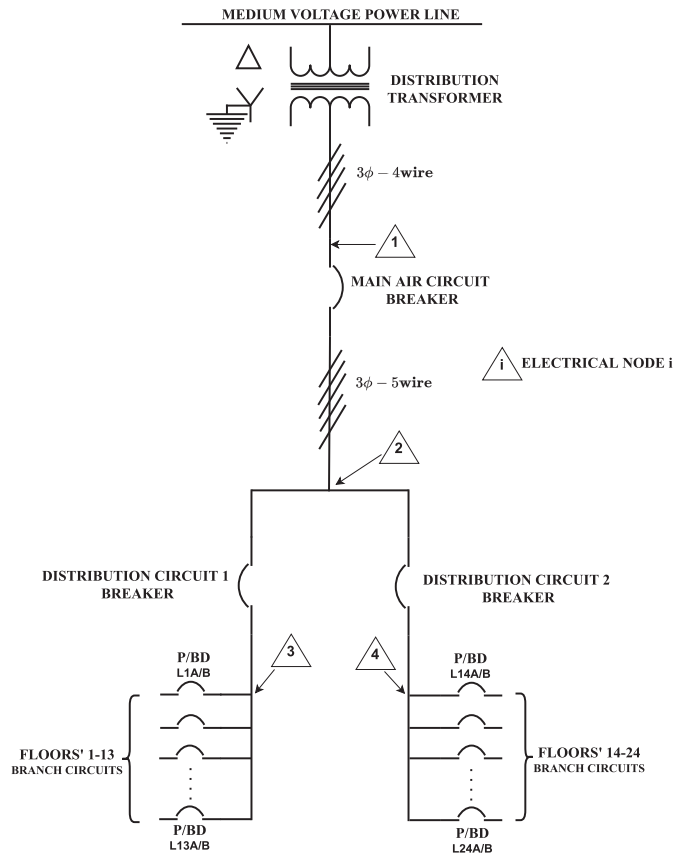 MEDIUM VOLTAGE POWER LINE
DISTRIBUTION
TRANSFORMER
3ϕ − 4wire
1
MAIN AIR CIRCUIT
BREAKER
3ϕ − 5wire
i
ELECTRICAL NODE i
2
DISTRIBUTION CIRCUIT 1
BREAKER
DISTRIBUTION CIRCUIT 2
BREAKER
3
4
P/BD
L1A/B
P/BD
L14A/B
FLOORS' 1-13
BRANCH CIRCUITS
FLOORS' 14-24
BRANCH CIRCUITS
P/BD
L13A/B
P/BD
L24A/B